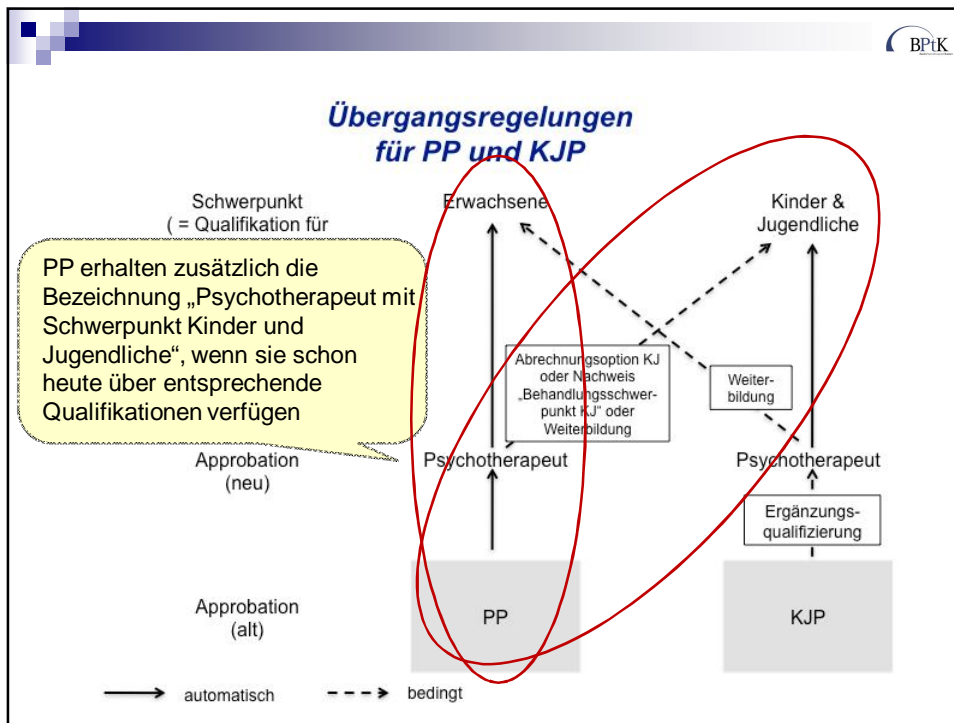 BPtK
Übergangsregelungen
für PP und KJP
Schwerpunkt
( = Qualifikation für
Erwachsene
Kinder &
Jugendliche
PP erhalten zusätzlich die
Bezeichnung „Psychotherapeut mit
Schwerpunkt Kinder und
Jugendliche“, wenn sie schon
heute über entsprechende
Qualifikationen verfügen
Abrechnungsoption KJ
oder Nachweis
„Behandlungsschwer-
punkt KJ“ oder
Weiterbildung
Weiter-
bildung
Approbation
(neu)
Psychotherapeut
Psychotherapeut
Ergänzungs-
qualifizierung
Approbation
(alt)
PP
KJP
automatisch
bedingt